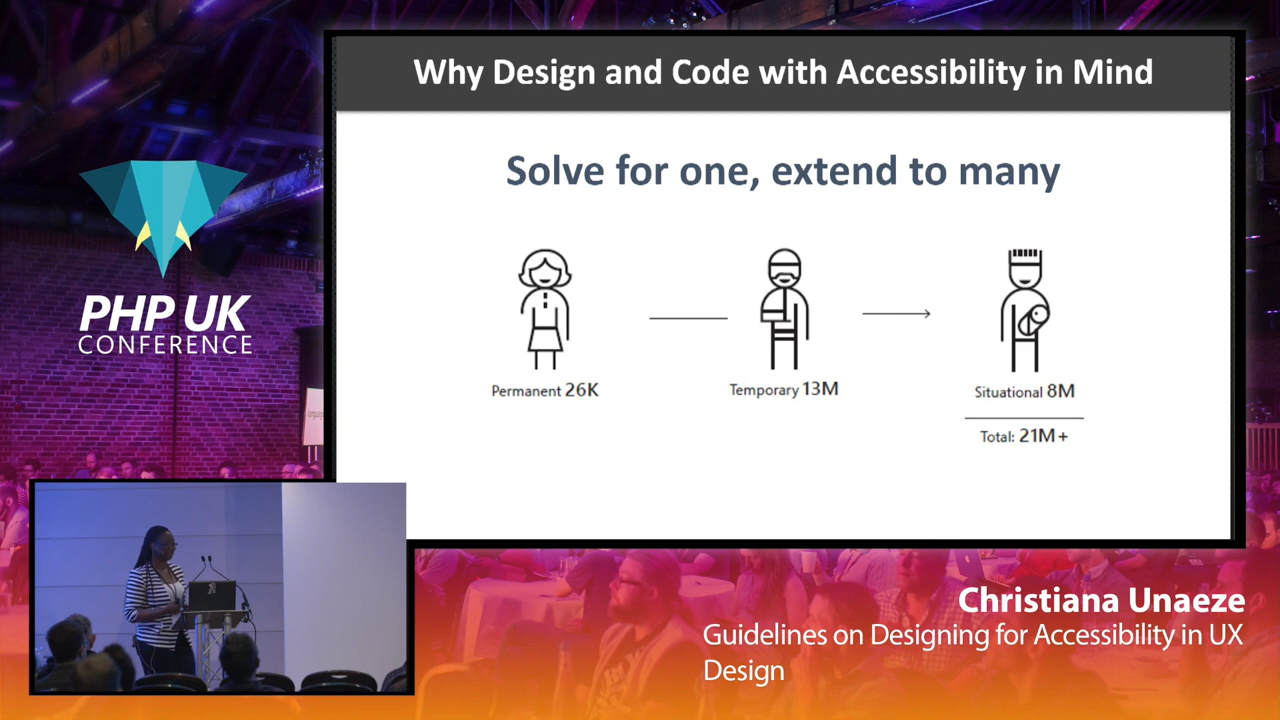 Why Design and Code with Accessibility in Mind
Solve for one, extend to many
Permanent 26K
Temporary 13M
Situational 8M
Total: 21M+
PHP UK
CONFERENCE
Christiana Unaeze
Guidelines on Designing for Accessibility in UX
Design